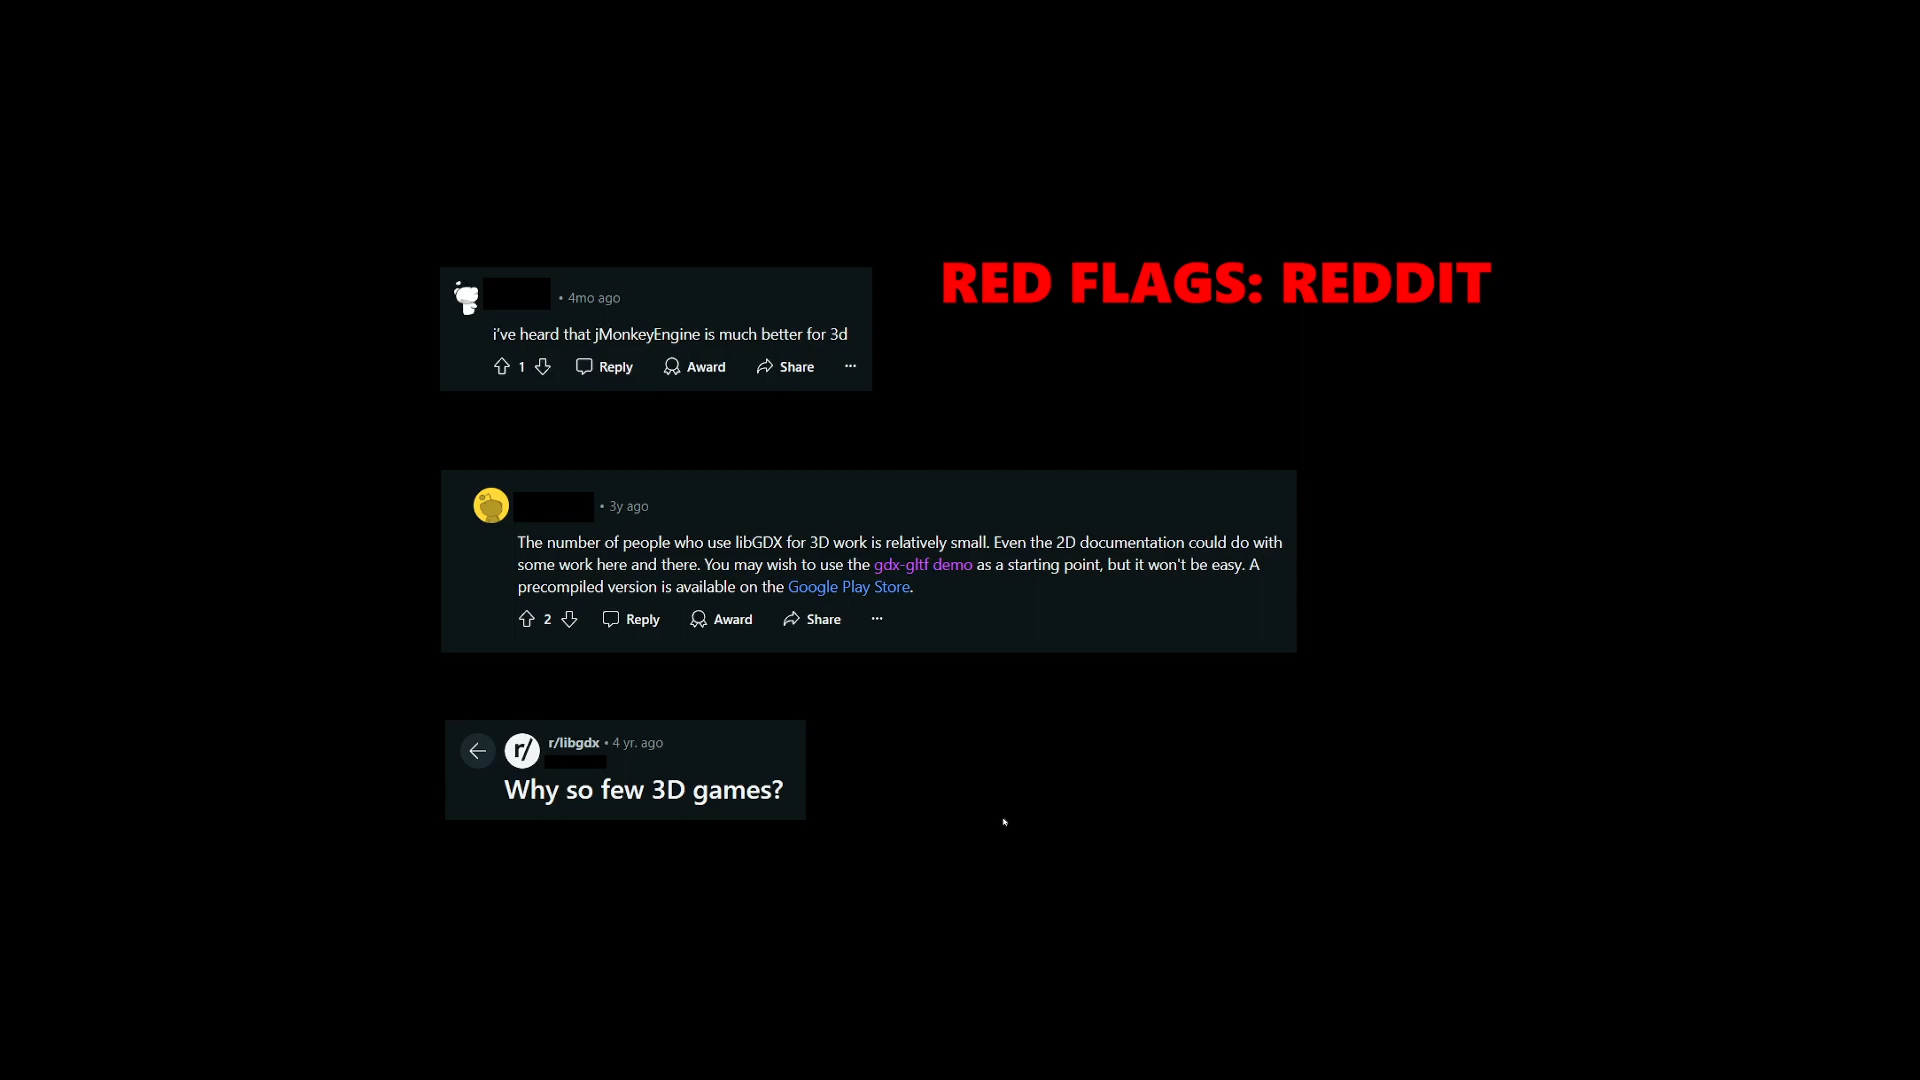 RED FLAGS: REDDIT
• 4mo ago
i've heard that jMonkeyEngine is much better for 3d
1 Reply Award Share ...
• 3y ago
The number of people who use libGDX for 3D work is relatively small. Even the 2D documentation could do with
some work here and there. You may wish to use the gdx-gltf demo as a starting point, but it won't be easy. A
precompiled version is available on the Google Play Store.
2 Reply Award Share ...
r/ r/libgdx • 4 yr. ago
Why so few 3D games?